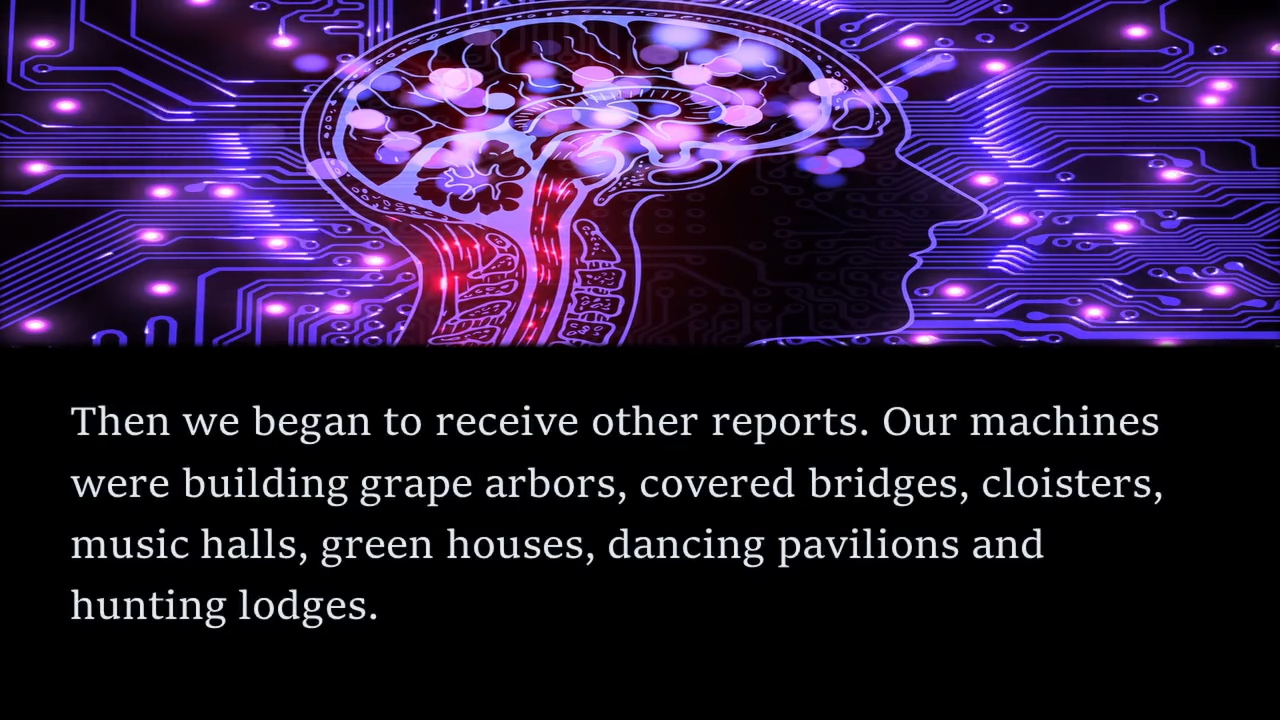 Then we began to receive other reports. Our machines
were building grape arbors, covered bridges, cloisters,
music halls, green houses, dancing pavilions and
hunting lodges.